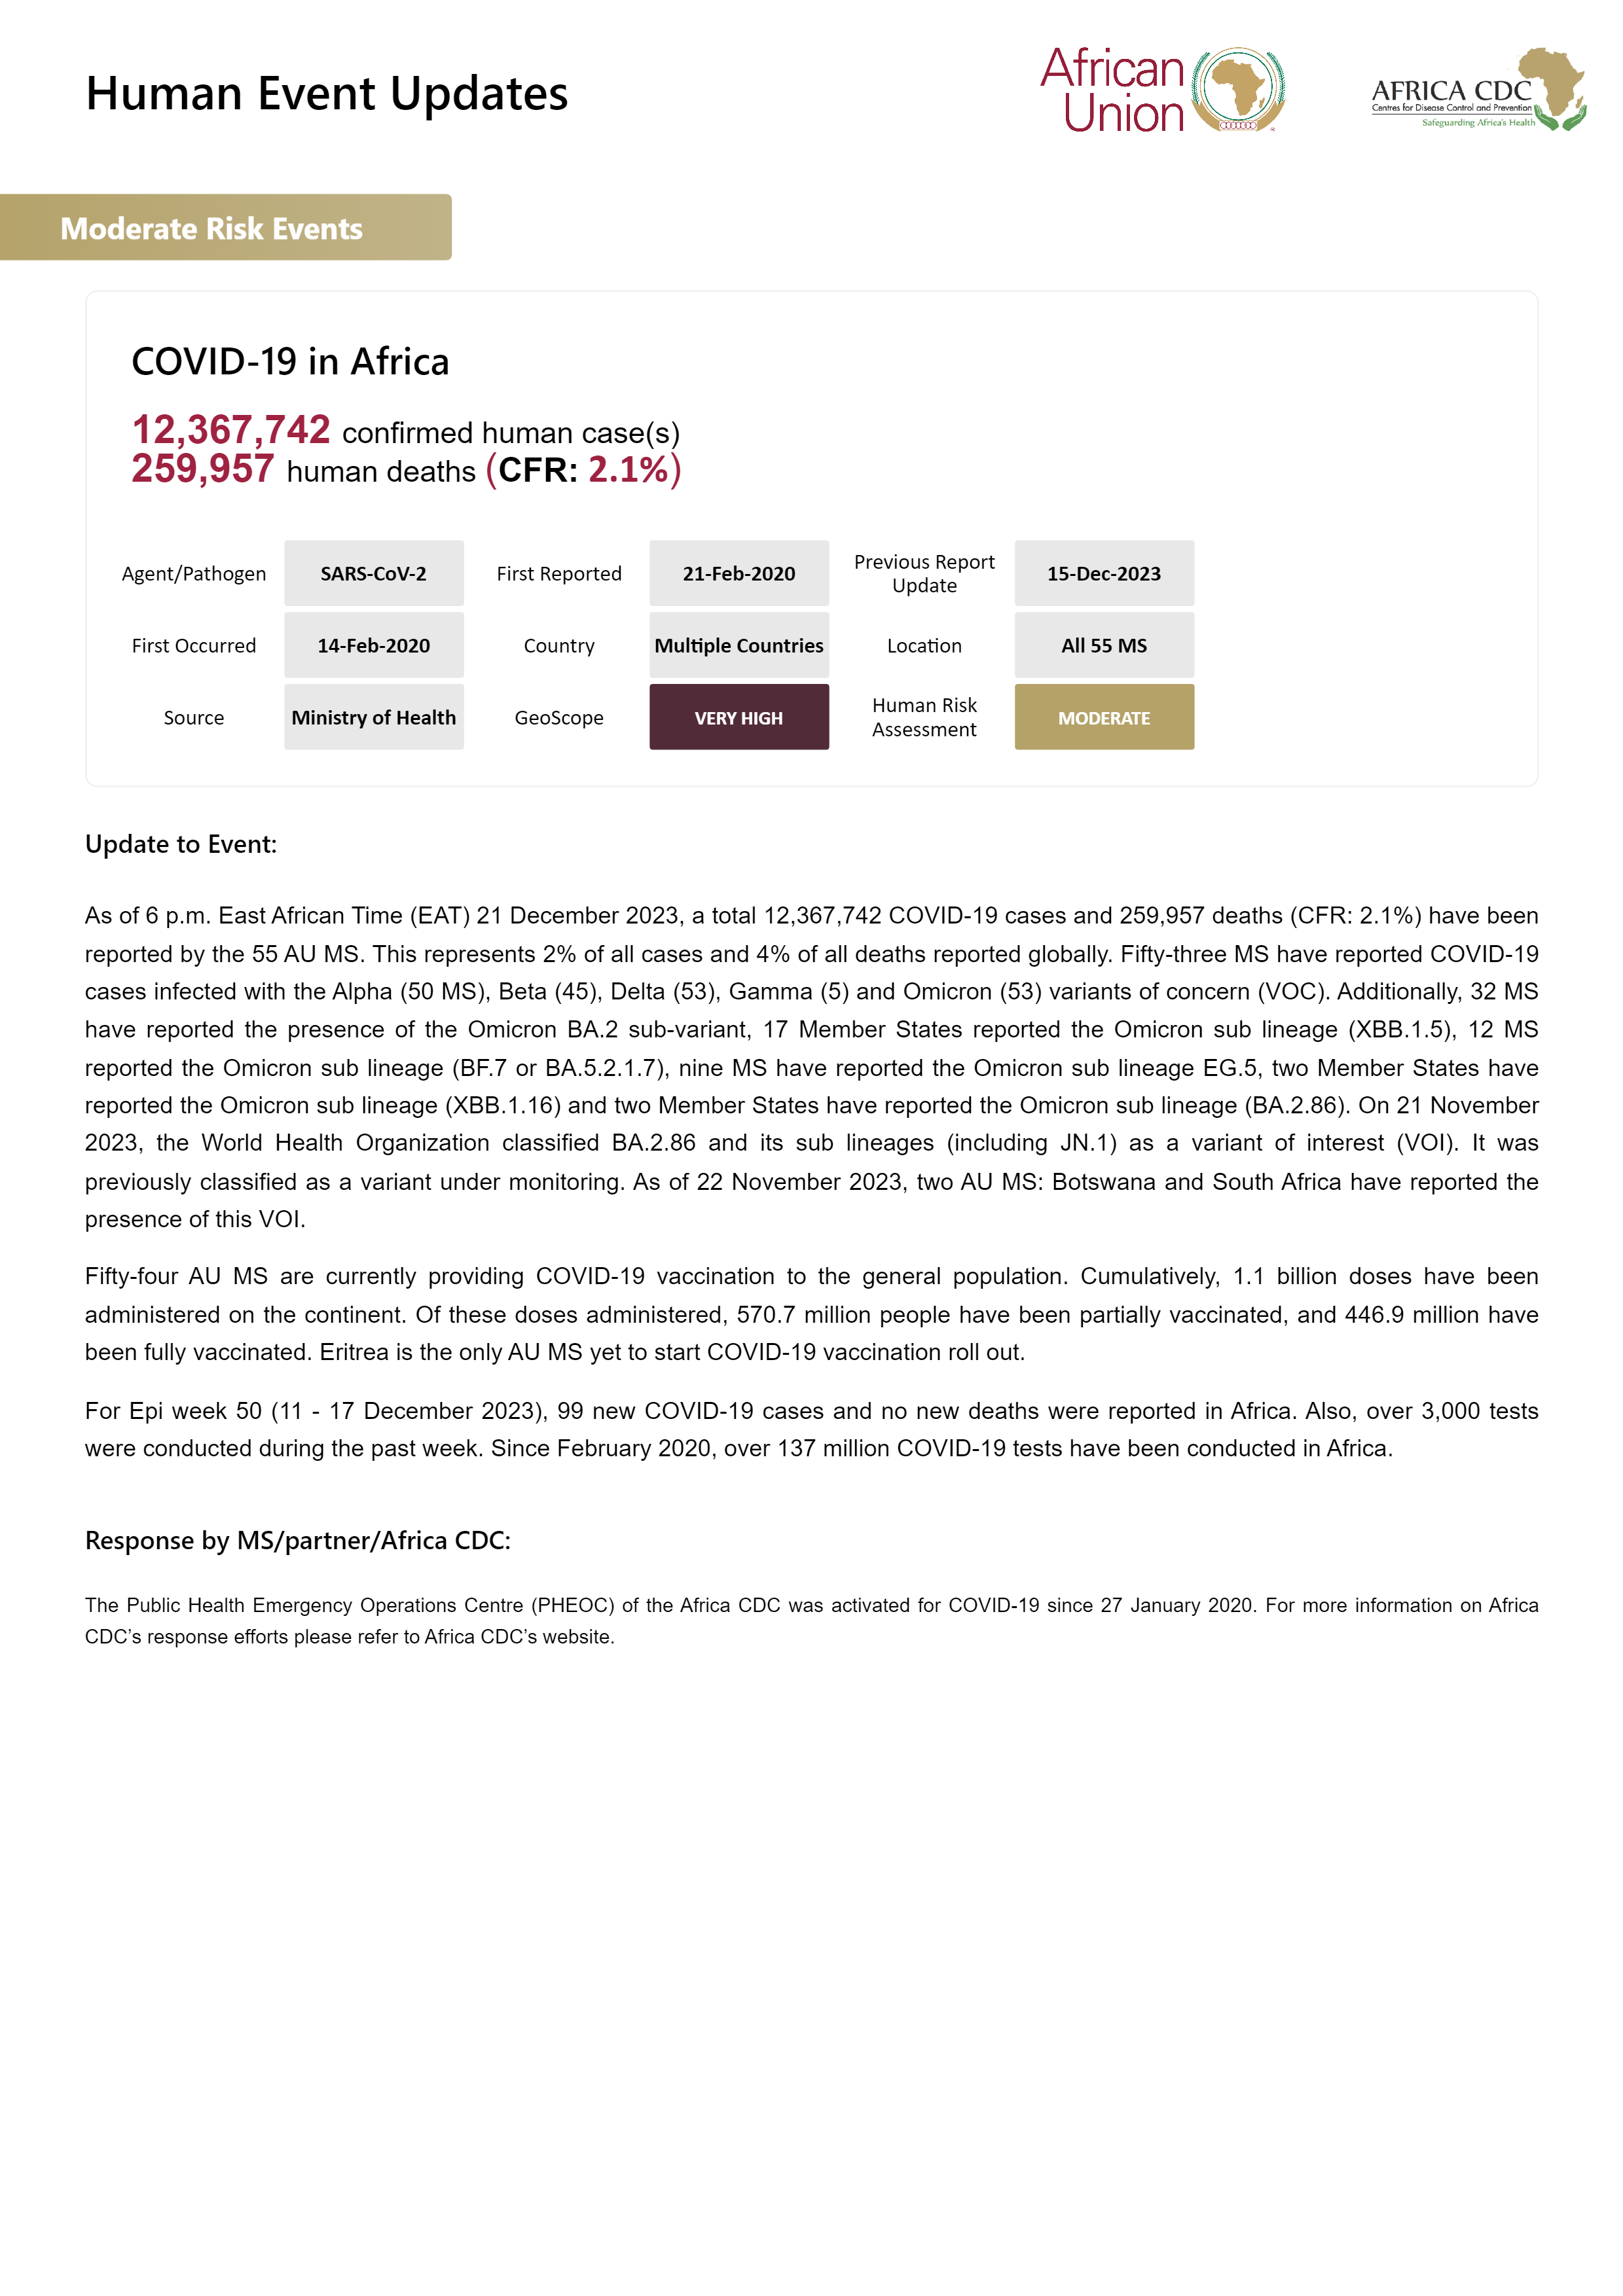 Human Event Updates
African
Union
AFRICA CDC
Centres for Disease Control and Prevention
Safeguarding Africa's Health
Moderate Risk Events
COVID-19 in Africa
12,367,742 confirmed human case(s)
259,957 human deaths (CFR: 2.1%)
Agent/Pathogen SARS-CoV-2 First Reported 21-Feb-2020 Previous Report Update 15-Dec-2023
First Occurred 14-Feb-2020 Country Multiple Countries Location All 55 MS
Source Ministry of Health GeoScope VERY HIGH Human Risk Assessment MODERATE
Update to Event:
As of 6 p.m. East African Time (EAT) 21 December 2023, a total 12,367,742 COVID-19 cases and 259,957 deaths (CFR: 2.1%) have been
reported by the 55 AU MS. This represents 2% of all cases and 4% of all deaths reported globally. Fifty-three MS have reported COVID-19
cases infected with the Alpha (50 MS), Beta (45), Delta (53), Gamma (5) and Omicron (53) variants of concern (VOC). Additionally, 32 MS
have reported the presence of the Omicron BA.2 sub-variant, 17 Member States reported the Omicron sub lineage (XBB.1.5), 12 MS
reported the Omicron sub lineage (BF.7 or BA.5.2.1.7), nine MS have reported the Omicron sub lineage EG.5, two Member States have
reported the Omicron sub lineage (XBB.1.16) and two Member States have reported the Omicron sub lineage (BA.2.86). On 21 November
2023, the World Health Organization classified BA.2.86 and its sub lineages (including JN.1) as a variant of interest (VOI). It was
previously classified as a variant under monitoring. As of 22 November 2023, two AU MS: Botswana and South Africa have reported the
presence of this VOI.
Fifty-four AU MS are currently providing COVID-19 vaccination to the general population. Cumulatively, 1.1 billion doses have been
administered on the continent. Of these doses administered, 570.7 million people have been partially vaccinated, and 446.9 million have
been fully vaccinated. Eritrea is the only AU MS yet to start COVID-19 vaccination roll out.
For Epi week 50 (11 - 17 December 2023), 99 new COVID-19 cases and no new deaths were reported in Africa. Also, over 3,000 tests
were conducted during the past week. Since February 2020, over 137 million COVID-19 tests have been conducted in Africa.
Response by MS/partner/Africa CDC:
The Public Health Emergency Operations Centre (PHEOC) of the Africa CDC was activated for COVID-19 since 27 January 2020. For more information on Africa
CDC's response efforts please refer to Africa CDC's website.